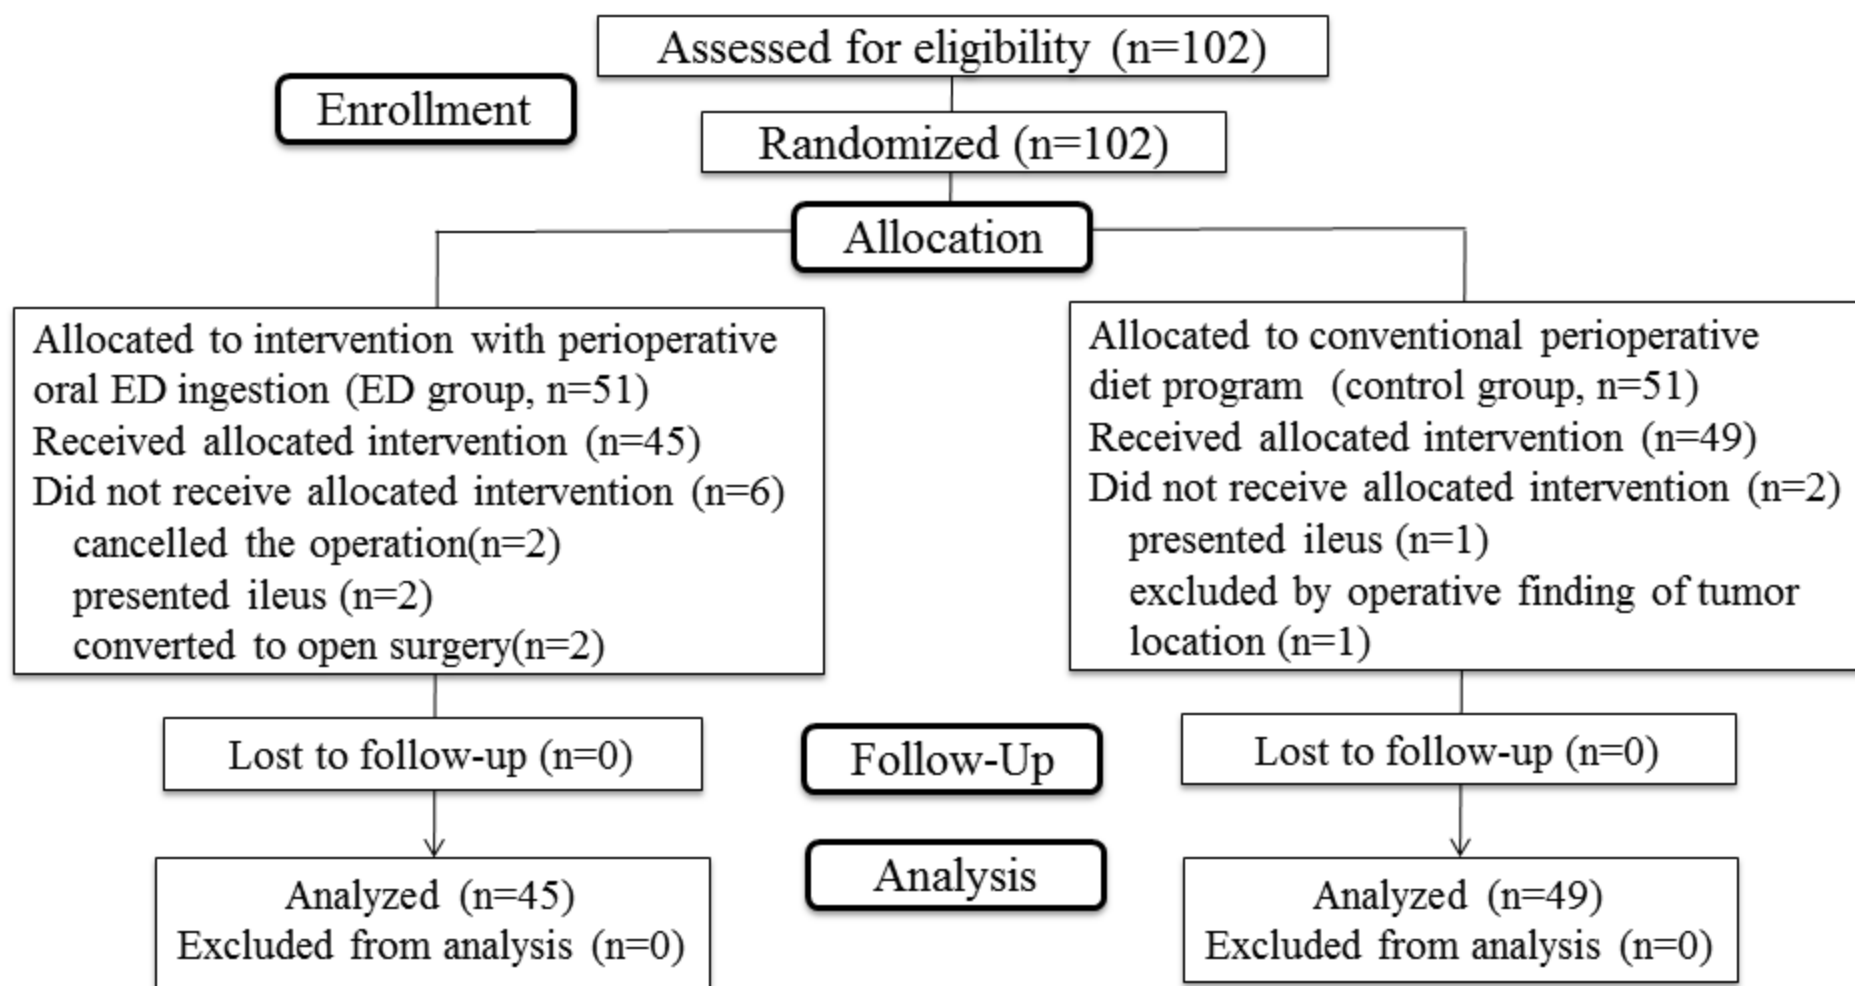 Assessed for eligibility (n=102)
Enrollment
Randomized (n=102)
Allocation
Allocated to intervention with perioperative
oral ED ingestion (ED group, n=51)
Received allocated intervention (n=45)
Did not receive allocated intervention (n=6)
cancelled the operation(n=2)
presented ileus (n=2)
converted to open surgery(n=2)
Allocated to conventional perioperative
diet program (control group, n=51)
Received allocated intervention (n=49)
Did not receive allocated intervention (n=2)
presented ileus (n=1)
excluded by operative finding of tumor
location (n=1)
Lost to follow-up (n=0)
Follow-Up
Lost to follow-up (n=0)
Analysis
Analyzed (n=45)
Excluded from analysis (n=0)
Analyzed (n=49)
Excluded from analysis (n=0)